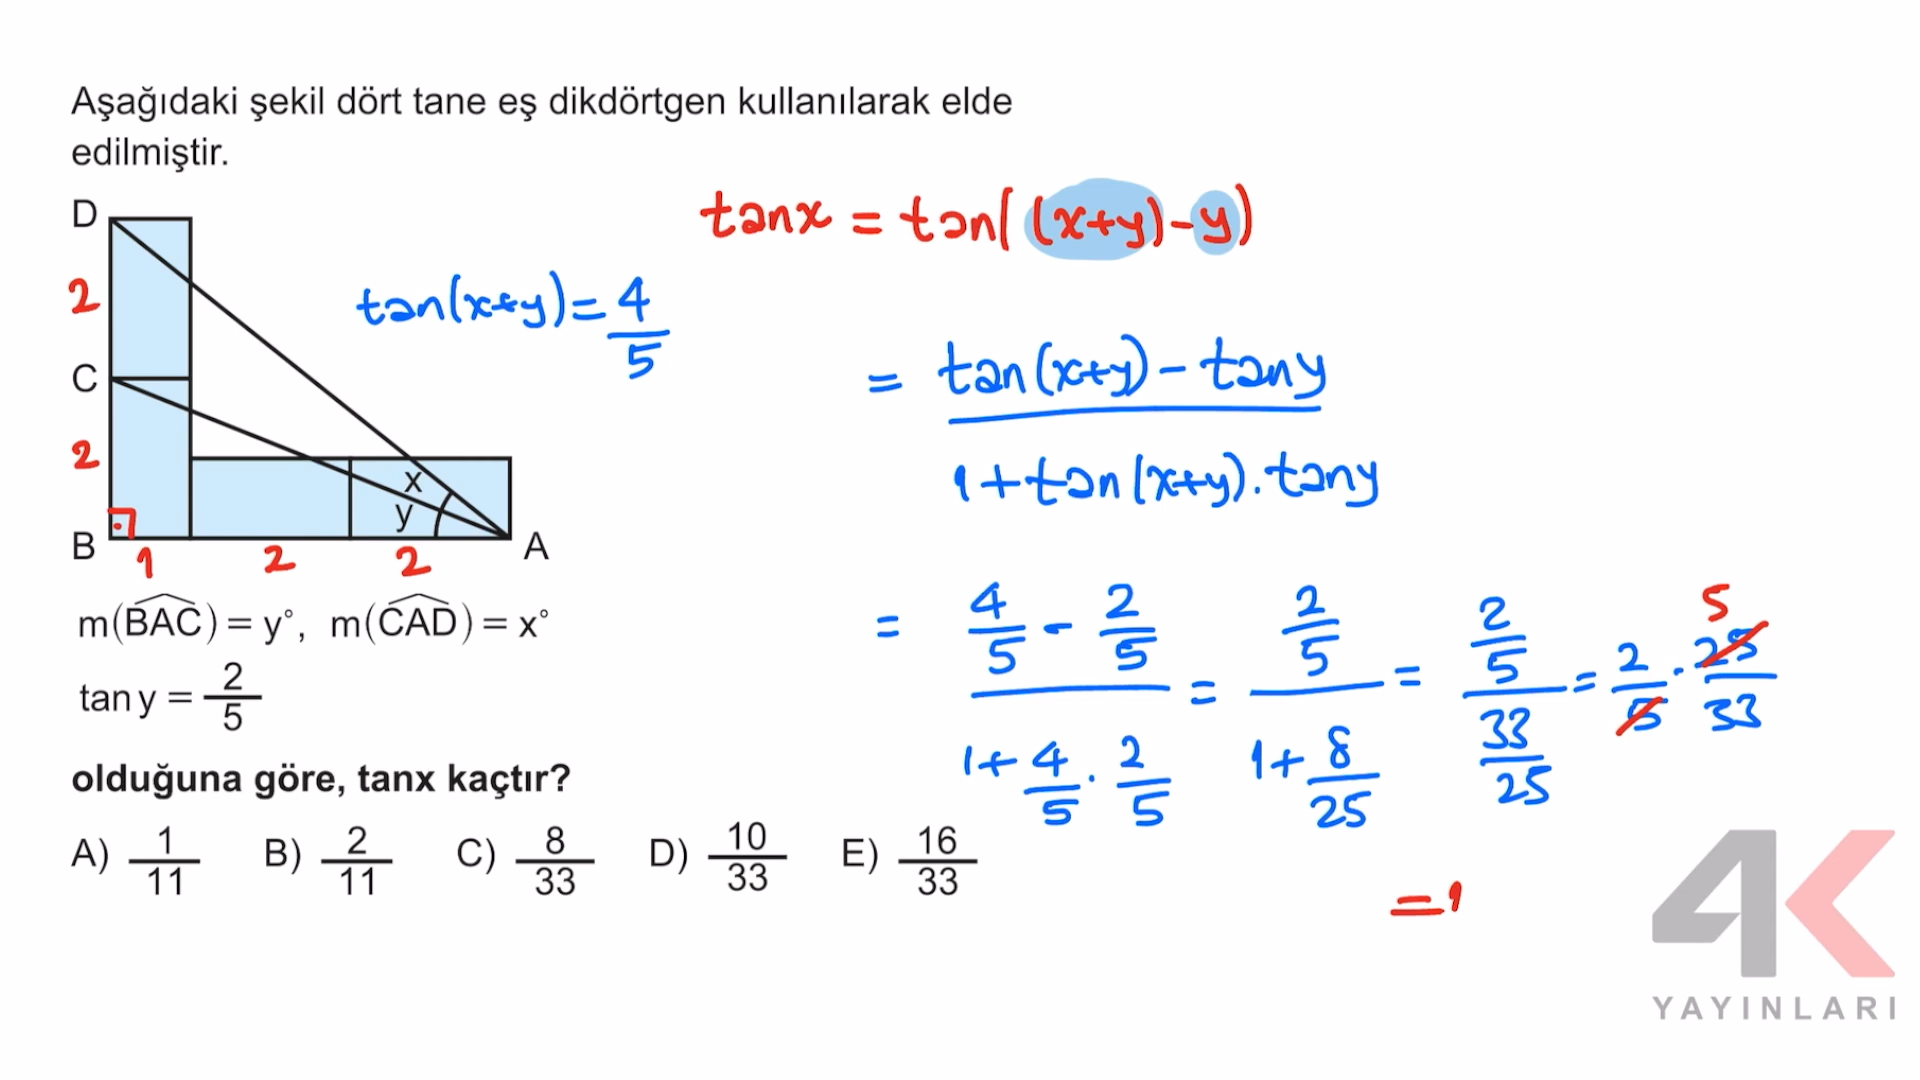 Aşağıdaki şekil dört tane eş dikdörtgen kullanılarak elde
edilmiştir.
D
2
C
2
B
1
2
2
A
x
y
tan(x+y) = 4/5
m(BAC) = y°, m(CAD) = x°
tan y = 2/5
olduğuna göre, tanx kaçtır?
A) 1/11 B) 2/11 C) 8/33 D) 10/33 E) 16/33
tanx = tan((x+y)-y)
= tan(x+y) - tany
1+tan(x+y).tany
= (4/5 - 2/5)/(1+4/5.2/5) = (2/5)/(1+8/25) = (2/5)/(33/25) = 2/5 . 25/33
5
=1
4K
YAYINLARI